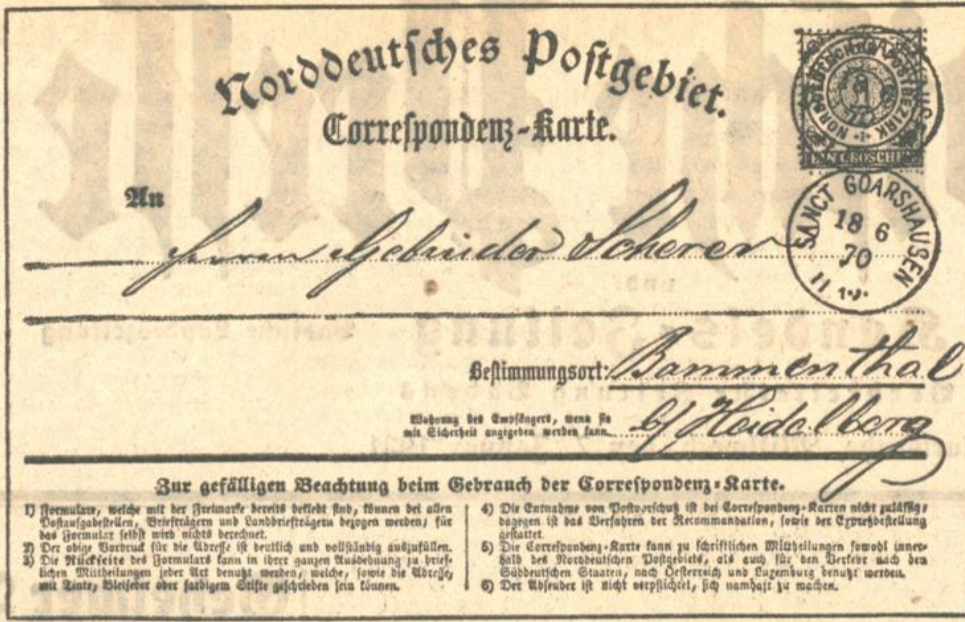 Norddeutsches Postgebiet.
Correspondenz-Karte.
NORDDEUTSCHER POSTBEZIRK
1
EIN GROSCHEN
SANCT GOARSHAUSEN
18 6
70
An
Herrn Gebrüder Scherer
Bestimmungsort: Bammenthal
Wohnung des Empfängers, wenn sie
mit Sicherheit angegeben werden kann.
b/ Heidelberg
Zur gefälligen Beachtung beim Gebrauch der Correspondenz-Karte.
1) Formulare, welche mit der Freimarke bereits beklebt sind, können bei allen
Postaufgabestellen, Briefträgern und Landbriefträgern bezogen werden; für
das Formular selbst wird nichts berechnet.
2) Der obige Vordruck für die Adresse ist deutlich und vollständig auszufüllen.
3) Die Rückseite des Formulars kann in ihrer ganzen Ausdehnung zu brief-
lichen Mittheilungen jeder Art benutzt werden, welche, sowie die Adresse,
mit Tinte, Bleifeder oder farbigem Stifte geschrieben sein können.
4) Die Entnahme von Postvorschuß ist bei Correspondenz-Karten nicht zulässig,
dagegen ist das Verfahren der Recommandation, sowie der Expreßbestellung
gestattet.
5) Die Correspondenz-Karte kann zu schriftlichen Mittheilungen sowohl inner-
halb des Norddeutschen Postgebiets, als auch für den Verkehr nach den
Süddeutschen Staaten, nach Oesterreich und Luxemburg benutzt werden.
6) Der Absender ist nicht verpflichtet, sich namhaft zu machen.